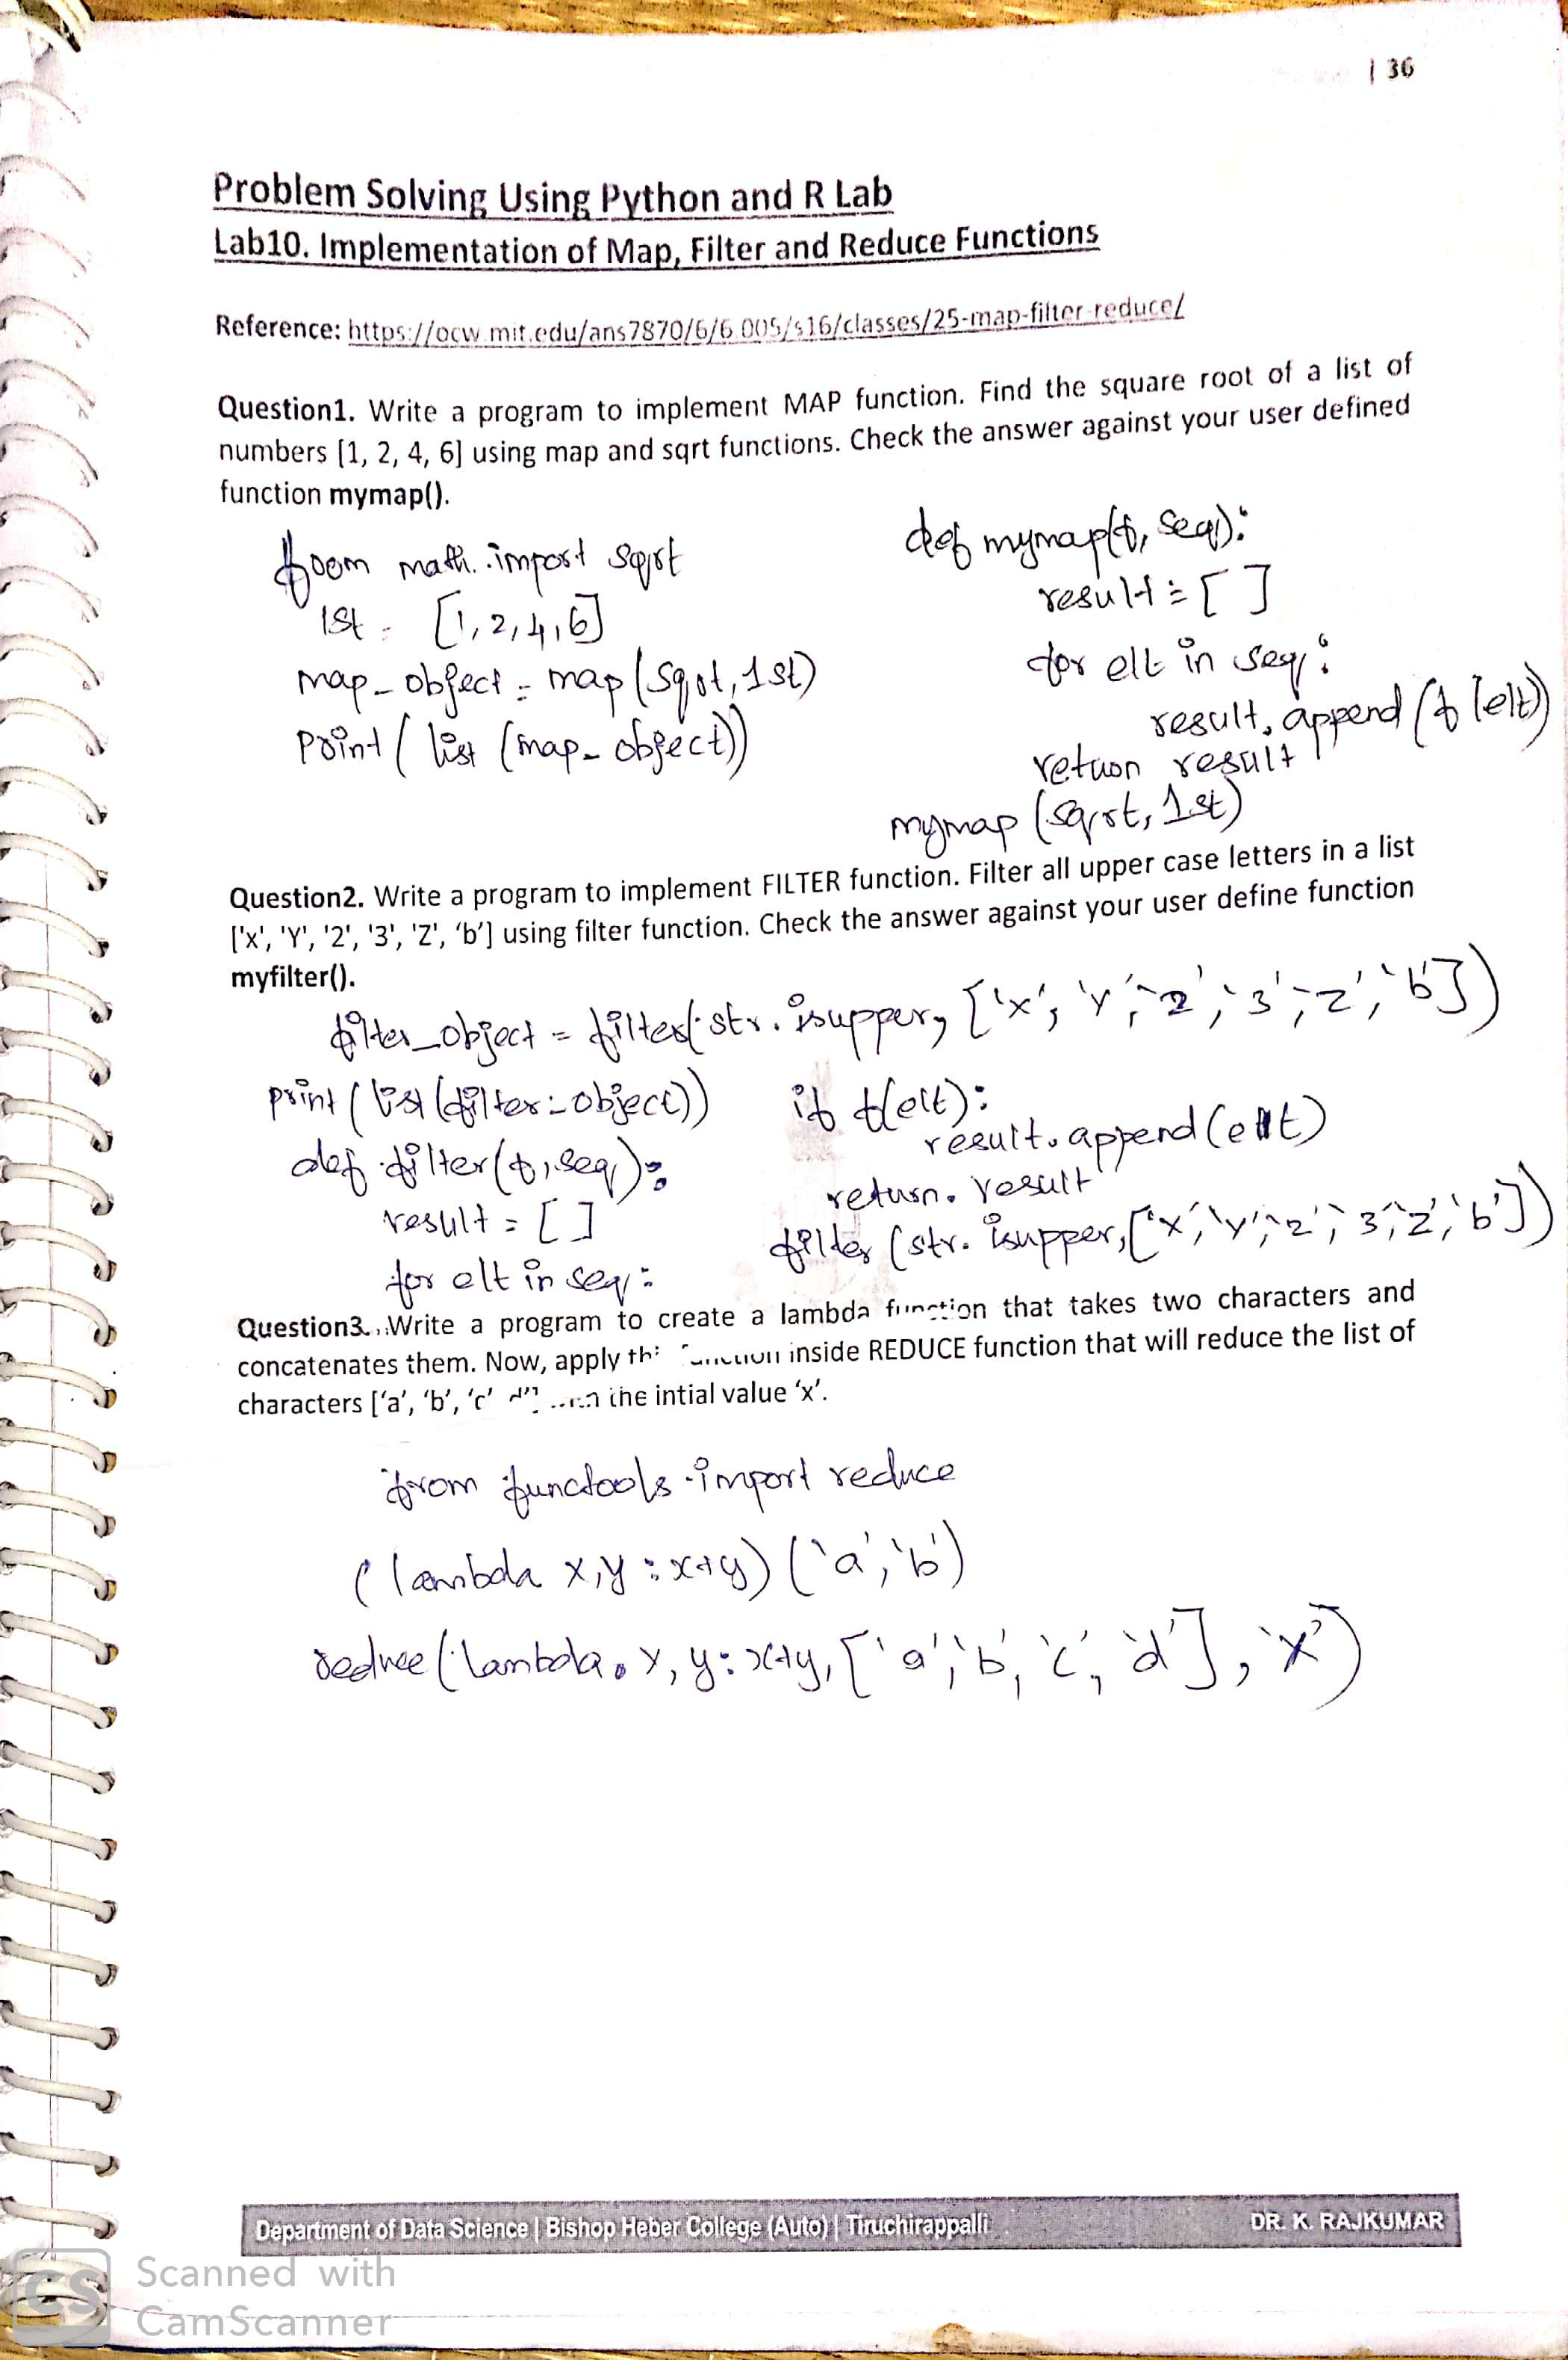 | 36
Problem Solving Using Python and R Lab
Lab10. Implementation of Map, Filter and Reduce Functions
Reference: https://ocw.mit.edu/ans7870/6/6.005/s16/classes/25-map-filter-reduce/
Question1. Write a program to implement MAP function. Find the square root of a list of
numbers [1, 2, 4, 6] using map and sqrt functions. Check the answer against your user defined
function mymap().
from math. import sqrt
lst = [1,2,4,6]
map_object = map (sqrt, lst)
print ( list (map_object))
def mymap(f, seq):
result = [ ]
for elt in seq:
result. append (f (elt))
return result
mymap (sqrt, lst)
Question2. Write a program to implement FILTER function. Filter all upper case letters in a list
['x', 'Y', '2', '3', 'Z', 'b'] using filter function. Check the answer against your user define function
myfilter().
filter_object = filter(str. isupper, ['x', 'Y', '2', '3', 'Z', 'b'])
print ( list (filter_object))
def filter(f, seq):
result = [ ]
for elt in seq:
if f(elt):
result. append (elt)
return. result
filter (str. isupper, ['x', 'y', '2', '3', 'Z', 'b'])
Question3. Write a program to create a lambda function that takes two characters and
concatenates them. Now, apply function inside REDUCE function that will reduce the list of
characters ['a', 'b', 'c' the intial value 'x'.
from functools import reduce
( lambda x,y : x+y) ('a', 'b')
reduce ( lambda x, y: x+y, ['a', 'b', 'c', 'd'], 'x')
Department of Data Science | Bishop Heber College (Auto) | Tiruchirappalli
DR. K. RAJKUMAR
CS
Scanned with
CamScanner